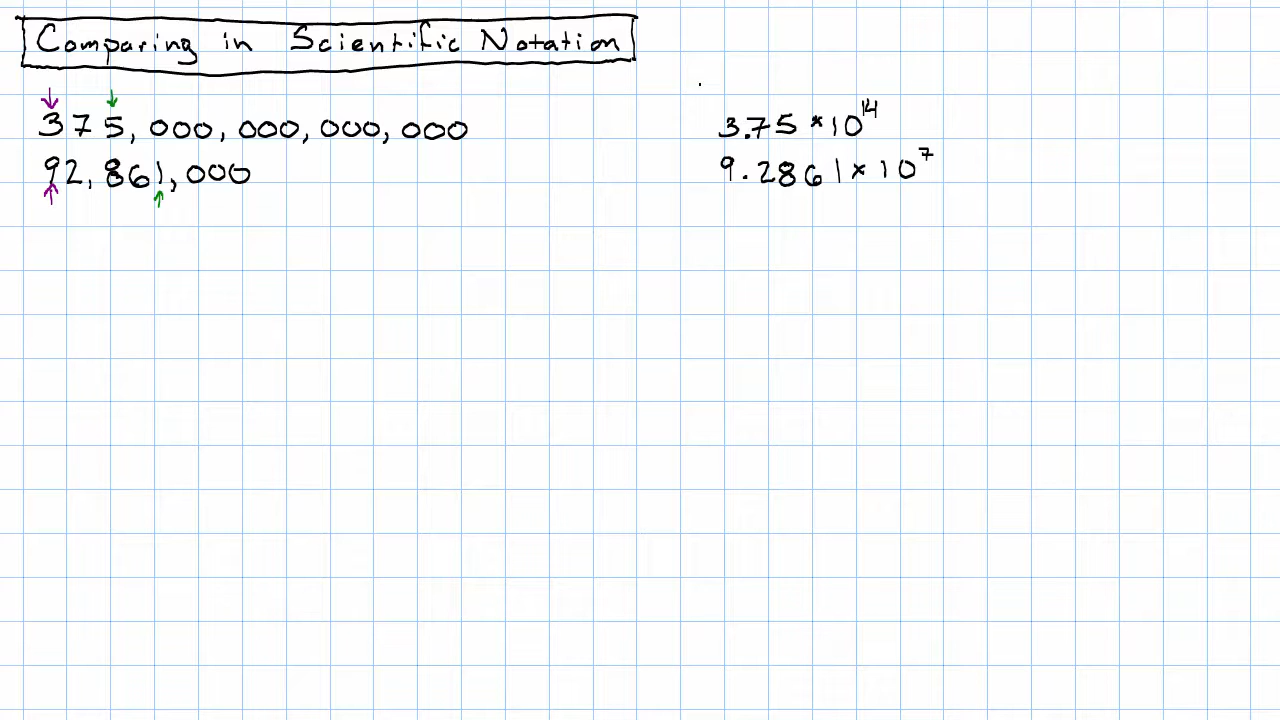 Comparing in Scientific Notation
375,000,000,000,000
3.75 * 10^14
92,861,000
9.2861 × 10^7